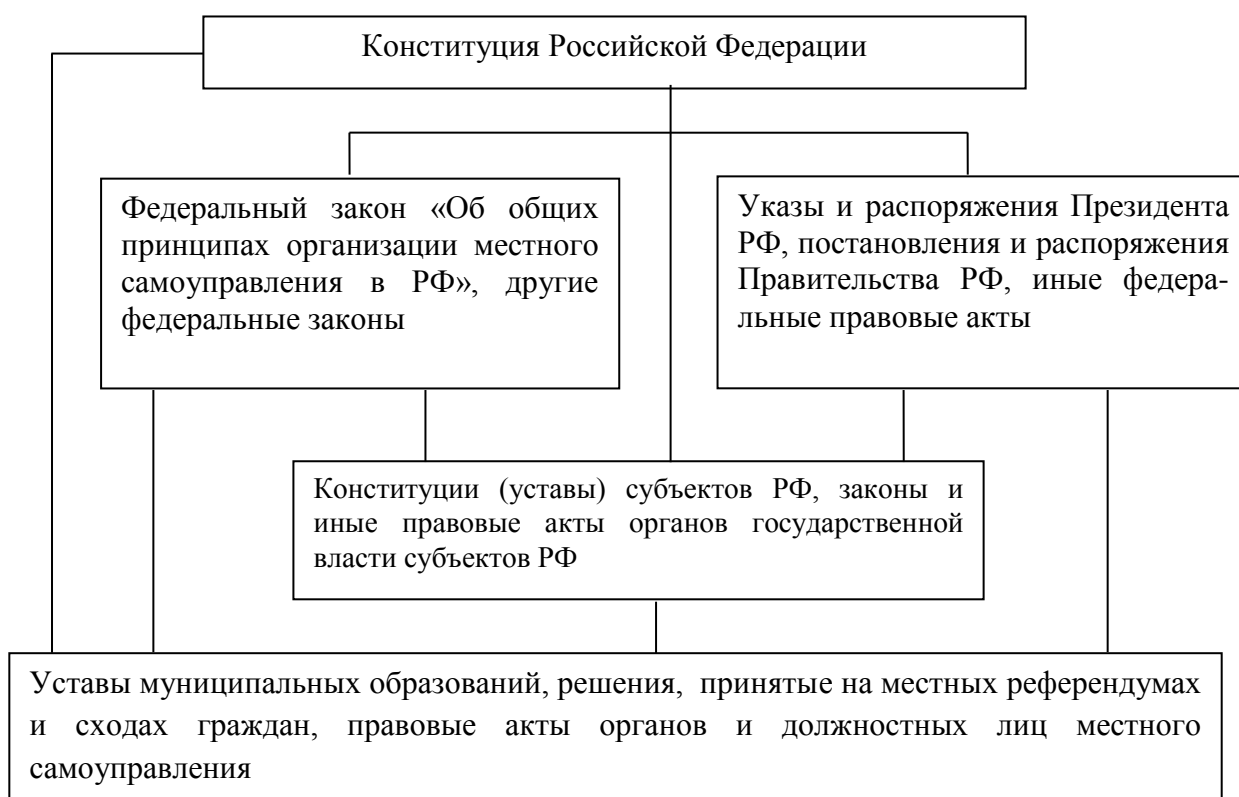 Конституция Российской Федерации
Федеральный закон «Об общих
принципах организации местного
самоуправления в РФ», другие
федеральные законы
Указы и распоряжения Президента
РФ, постановления и распоряжения
Правительства РФ, иные федера-
льные правовые акты
Конституции (уставы) субъектов РФ, законы и
иные правовые акты органов государственной
власти субъектов РФ
Уставы муниципальных образований, решения, принятые на местных референдумах
и сходах граждан, правовые акты органов и должностных лиц местного
самоуправления